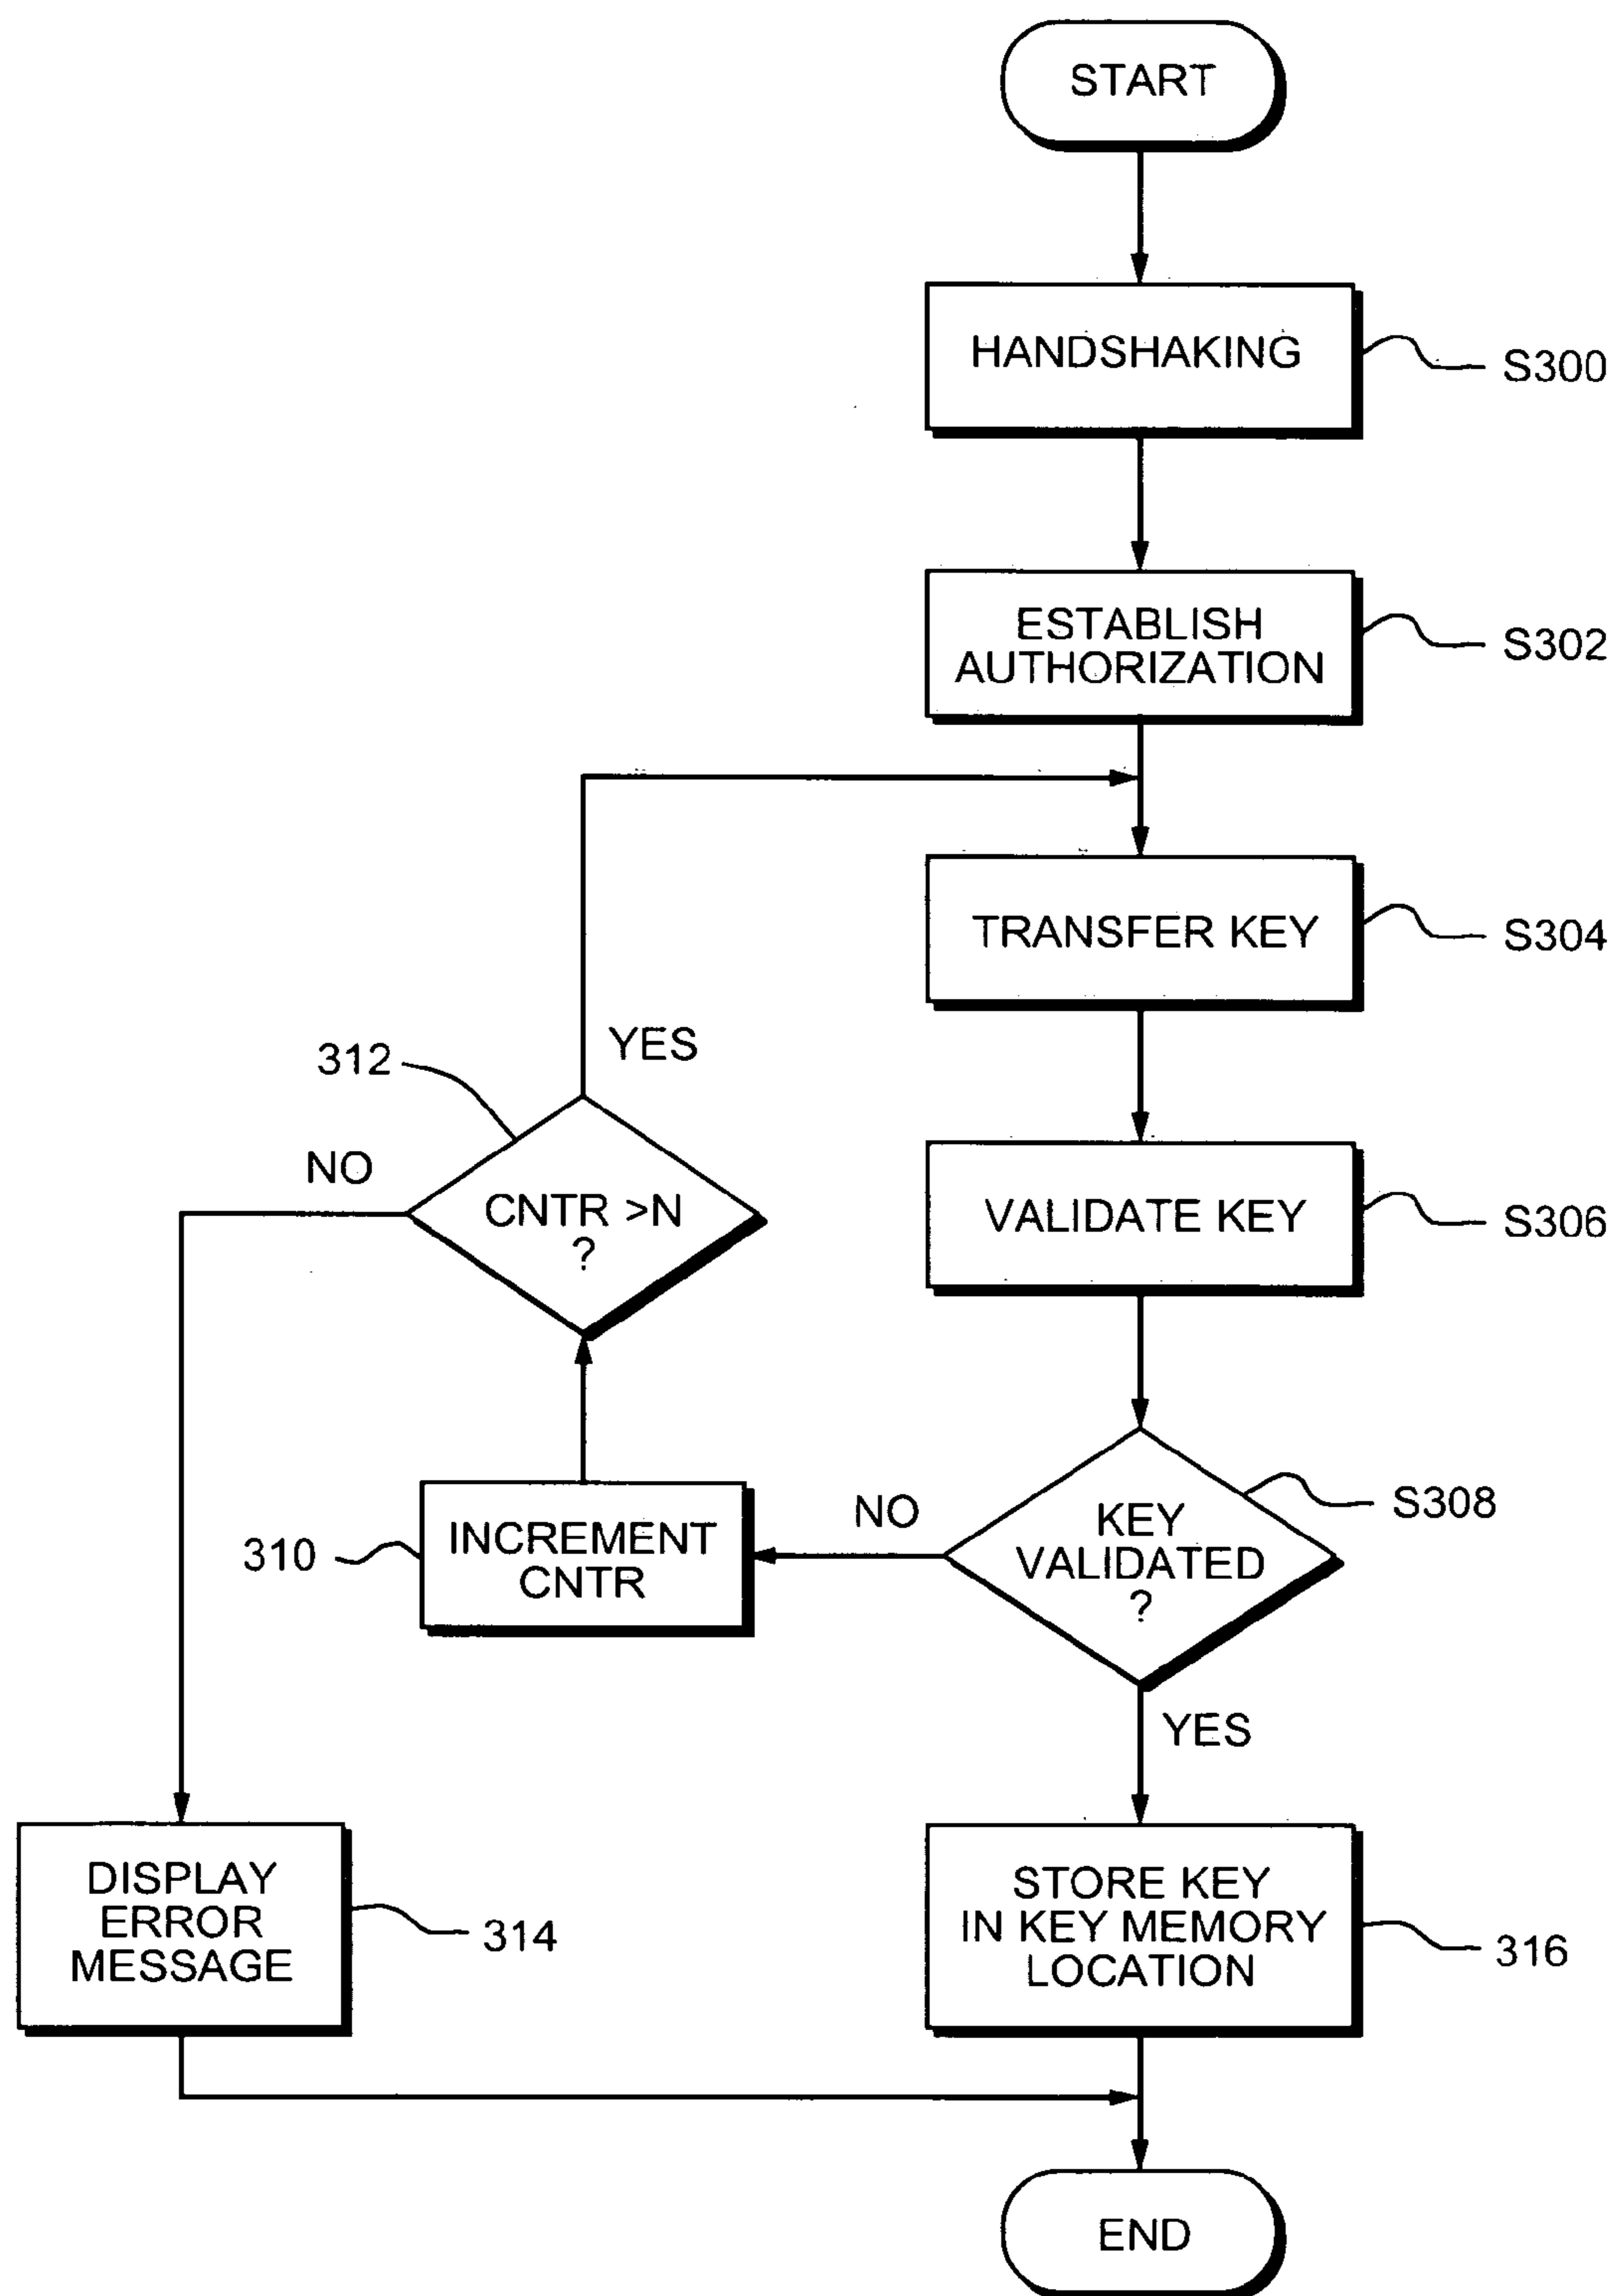 START
HANDSHAKING
S300
ESTABLISH
AUTHORIZATION
S302
TRANSFER KEY
S304
YES
312
NO
CNTR >N
?
VALIDATE KEY
S306
INCREMENT
CNTR
310
NO
KEY
VALIDATED
?
S308
YES
DISPLAY
ERROR
MESSAGE
314
STORE KEY
IN KEY MEMORY
LOCATION
316
END